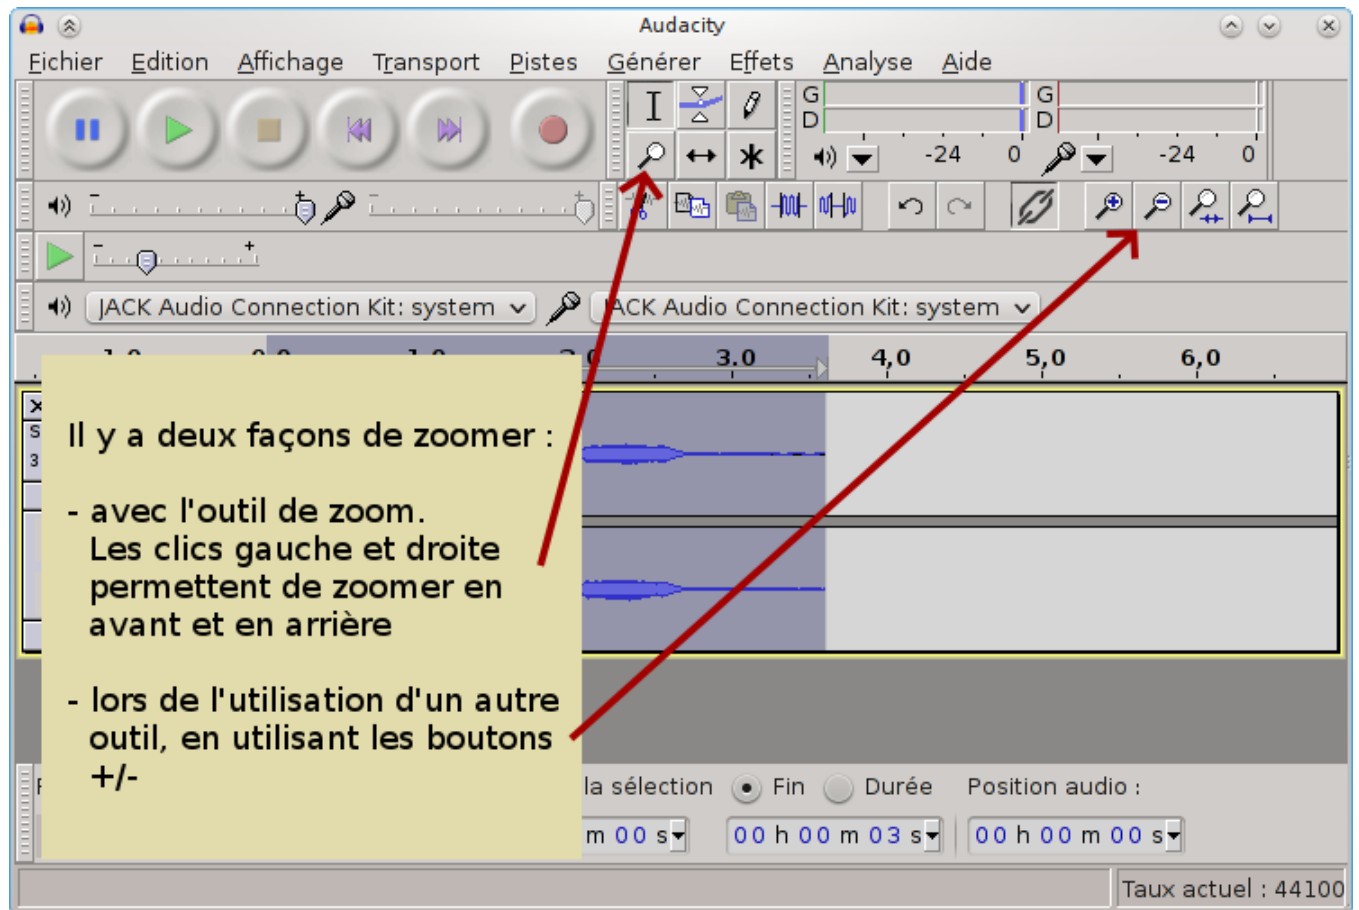 Audacity
Fichier Edition Affichage Transport Pistes Générer Effets Analyse Aide
G G
D D
-24 0 -24 0
- + -
- +
JACK Audio Connection Kit: system JACK Audio Connection Kit: system
3.0 4,0 5,0 6,0
Il y a deux façons de zoomer :
- avec l'outil de zoom.
Les clics gauche et droite
permettent de zoomer en
avant et en arrière
- lors de l'utilisation d'un autre
outil, en utilisant les boutons
+/-
la sélection Fin Durée Position audio :
m 00 s 00 h 00 m 03 s 00 h 00 m 00 s
Taux actuel : 44100